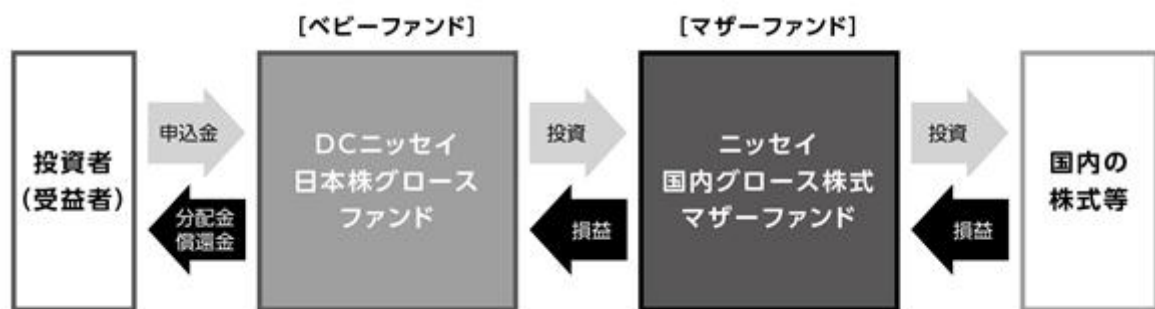 [ベビーファンド]
[マザーファンド]
投資者
(受益者)
申込金
分配金
償還金
DCニッセイ
日本株グロース
ファンド
投資
損益
ニッセイ
国内グロース株式
マザーファンド
投資
損益
国内の
株式等